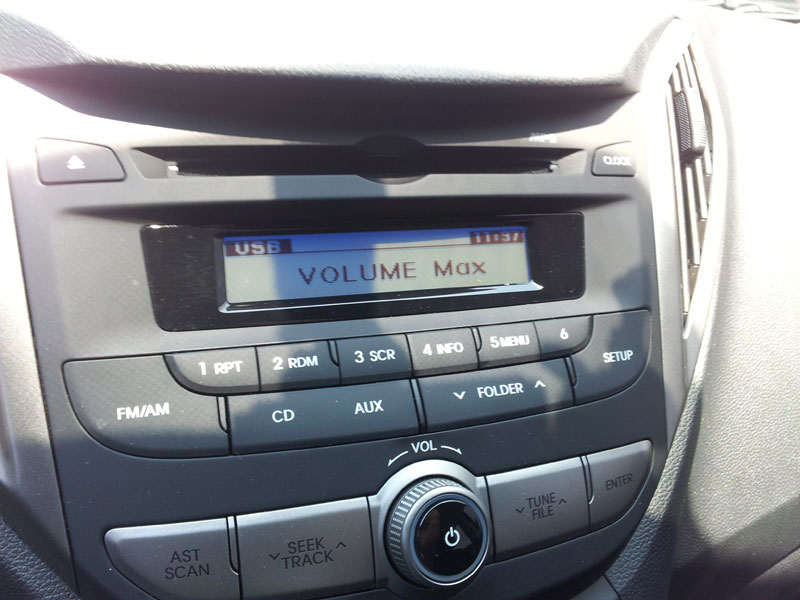 MP3
CLOCK
USB 11:37
VOLUME Max
1 RPT 2 RDM 3 SCR 4 INFO 5 MENU 6
FM/AM CD AUX FOLDER SETUP
VOL
AST SCAN
SEEK TRACK
TUNE FILE
ENTER